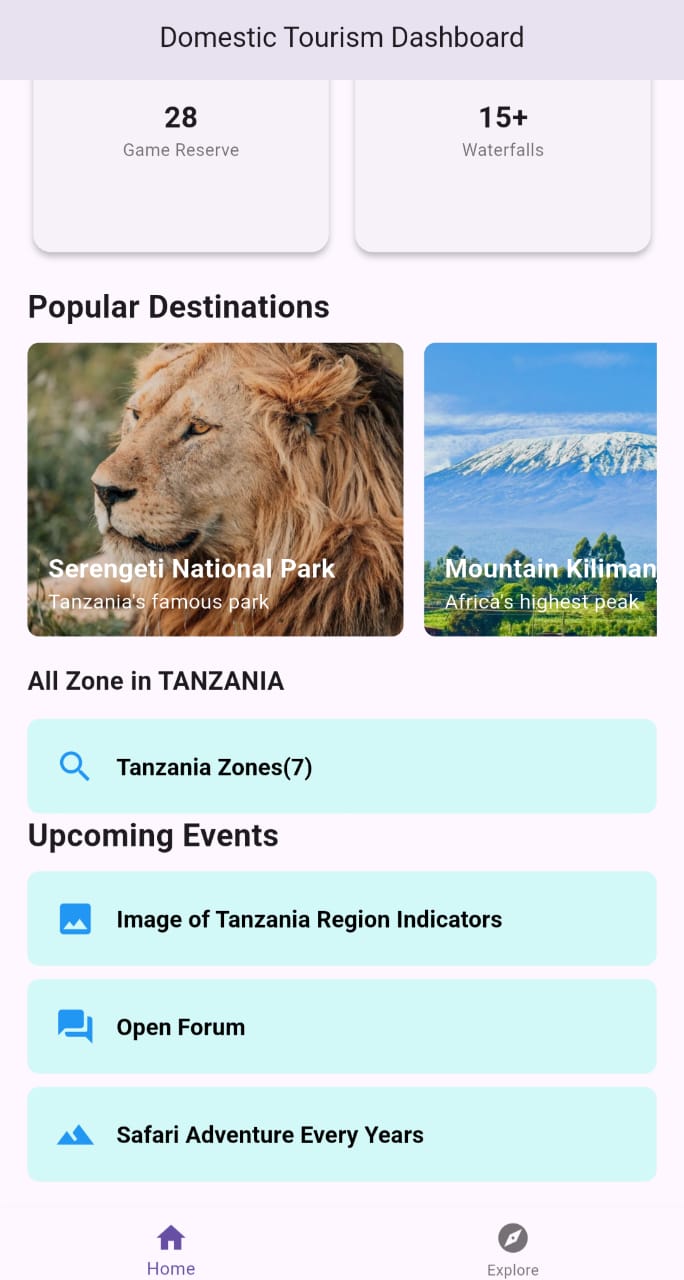 Domestic Tourism Dashboard
28
Game Reserve
15+
Waterfalls
Popular Destinations
Serengeti National Park
Tanzania's famous park
Mountain Kiliman
Africa's highest peak
All Zone in TANZANIA
Tanzania Zones(7)
Upcoming Events
Image of Tanzania Region Indicators
Open Forum
Safari Adventure Every Years
Home
Explore